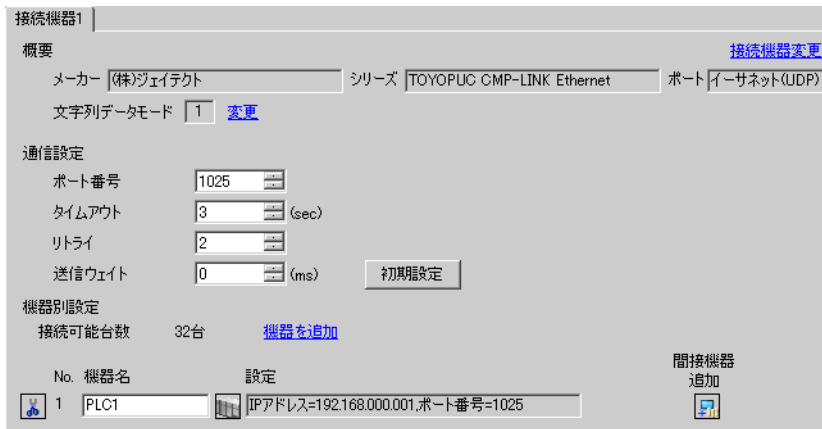 接続機器1
概要
接続機器変更
メーカー (株)ジェイテクト シリーズ TOYOPUC CMP-LINK Ethernet ポート イーサネット(UDP)
文字列データモード 1 変更
通信設定
ポート番号 1025
タイムアウト 3 (sec)
リトライ 2
送信ウェイト 0 (ms) 初期設定
機器別設定
接続可能台数 32台 機器を追加
間接機器
追加
No. 機器名 設定
1 PLC1 IPアドレス=192.168.000.001,ポート番号=1025